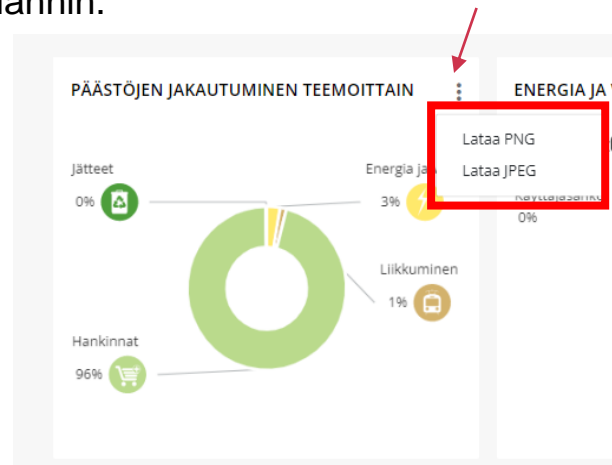 PÄÄSTÖJEN JAKAUTUMINEN TEEMOITTAIN
ENERGIA JA
Lataa PNG
Lataa JPEG
Jätteet
0%
Energia ja
3%
0%
Liikkuminen
1%
Hankinnat
96%